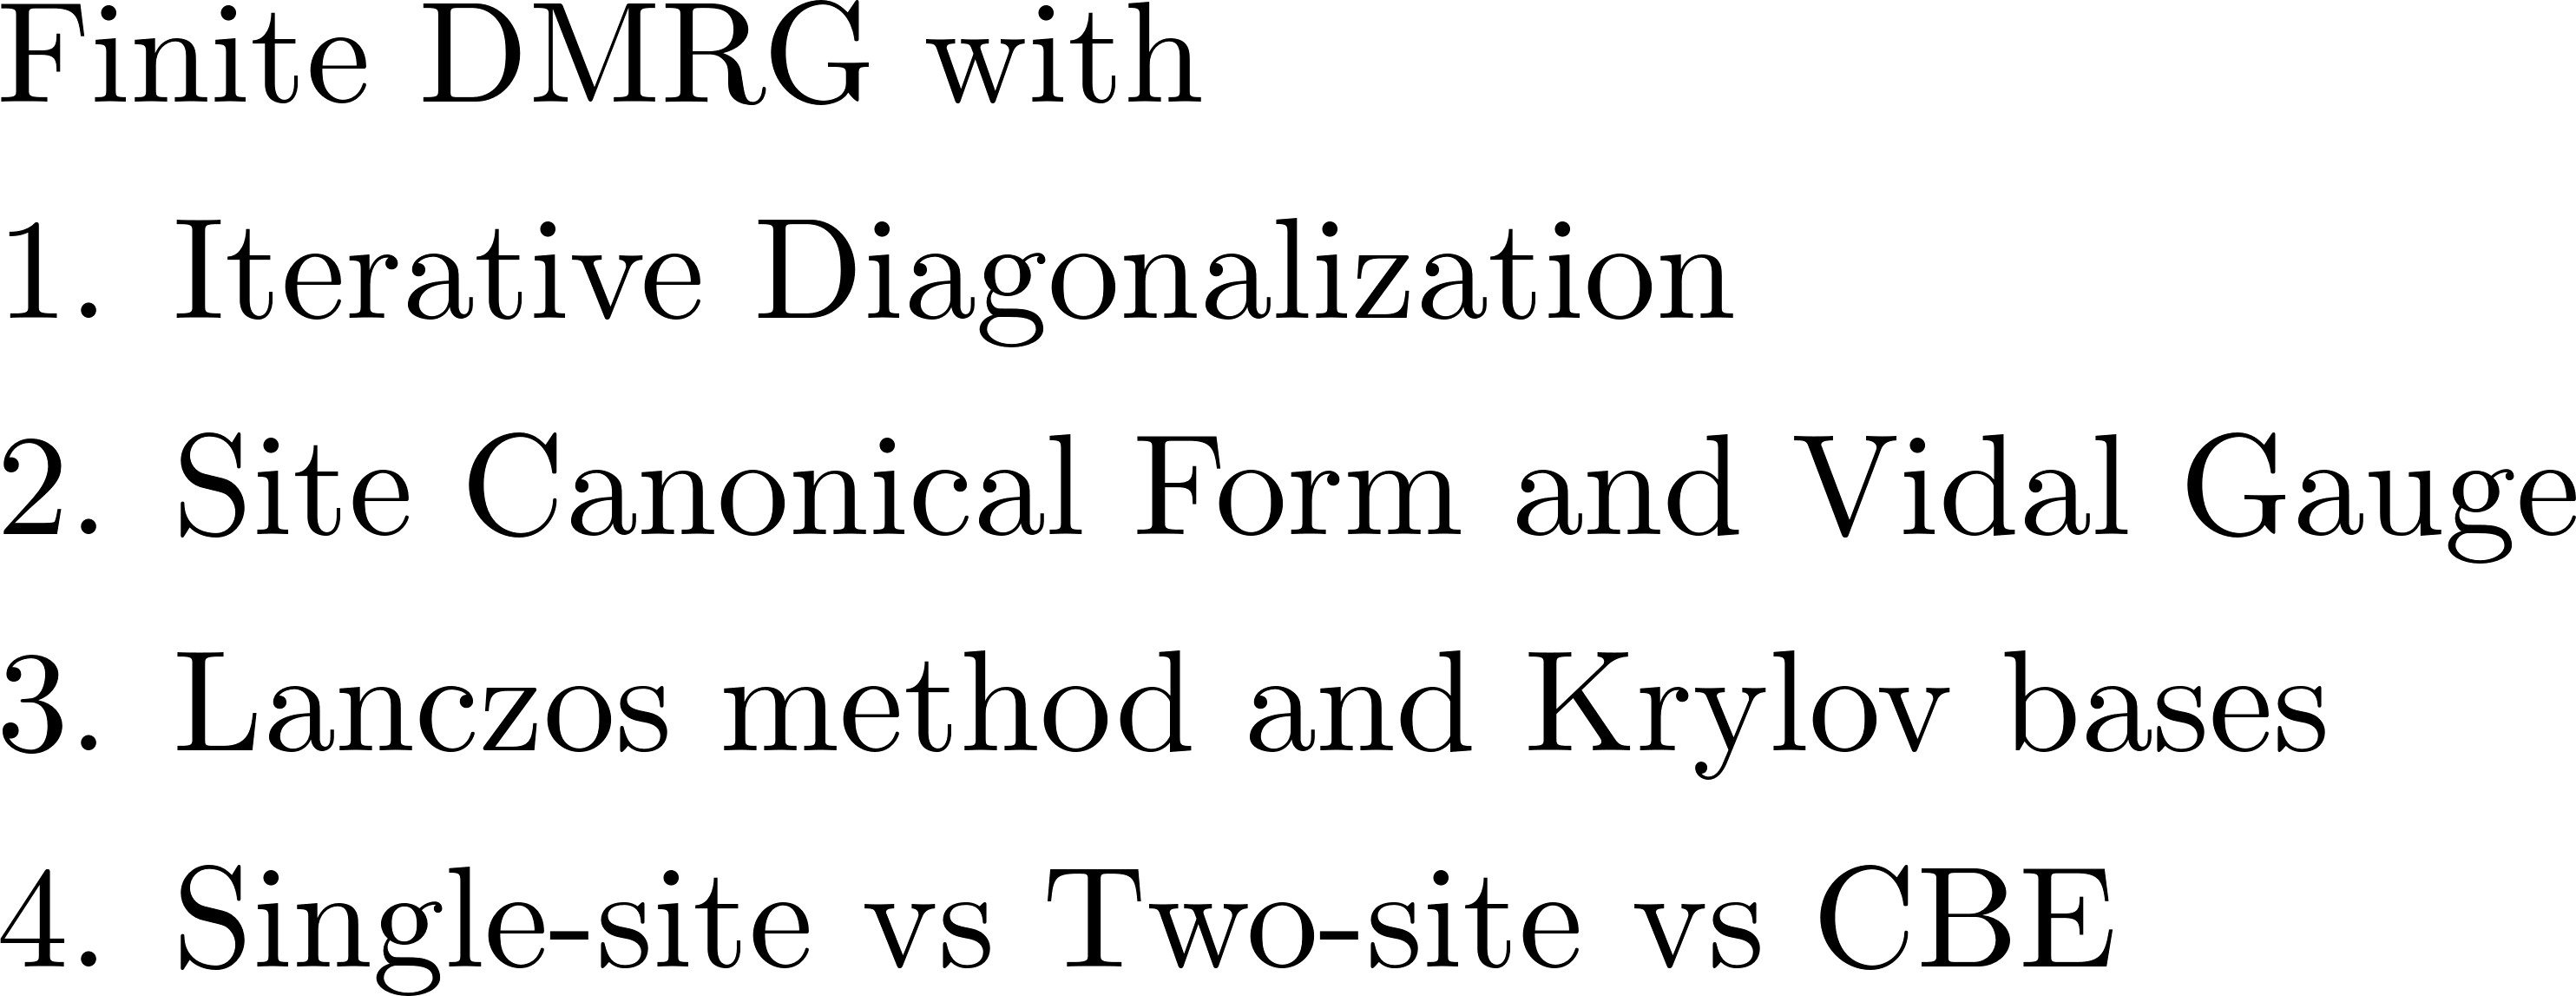 Finite DMRG with
1. Iterative Diagonalization
2. Site Canonical Form and Vidal Gauge
3. Lanczos method and Krylov bases
4. Single-site vs Two-site vs CBE